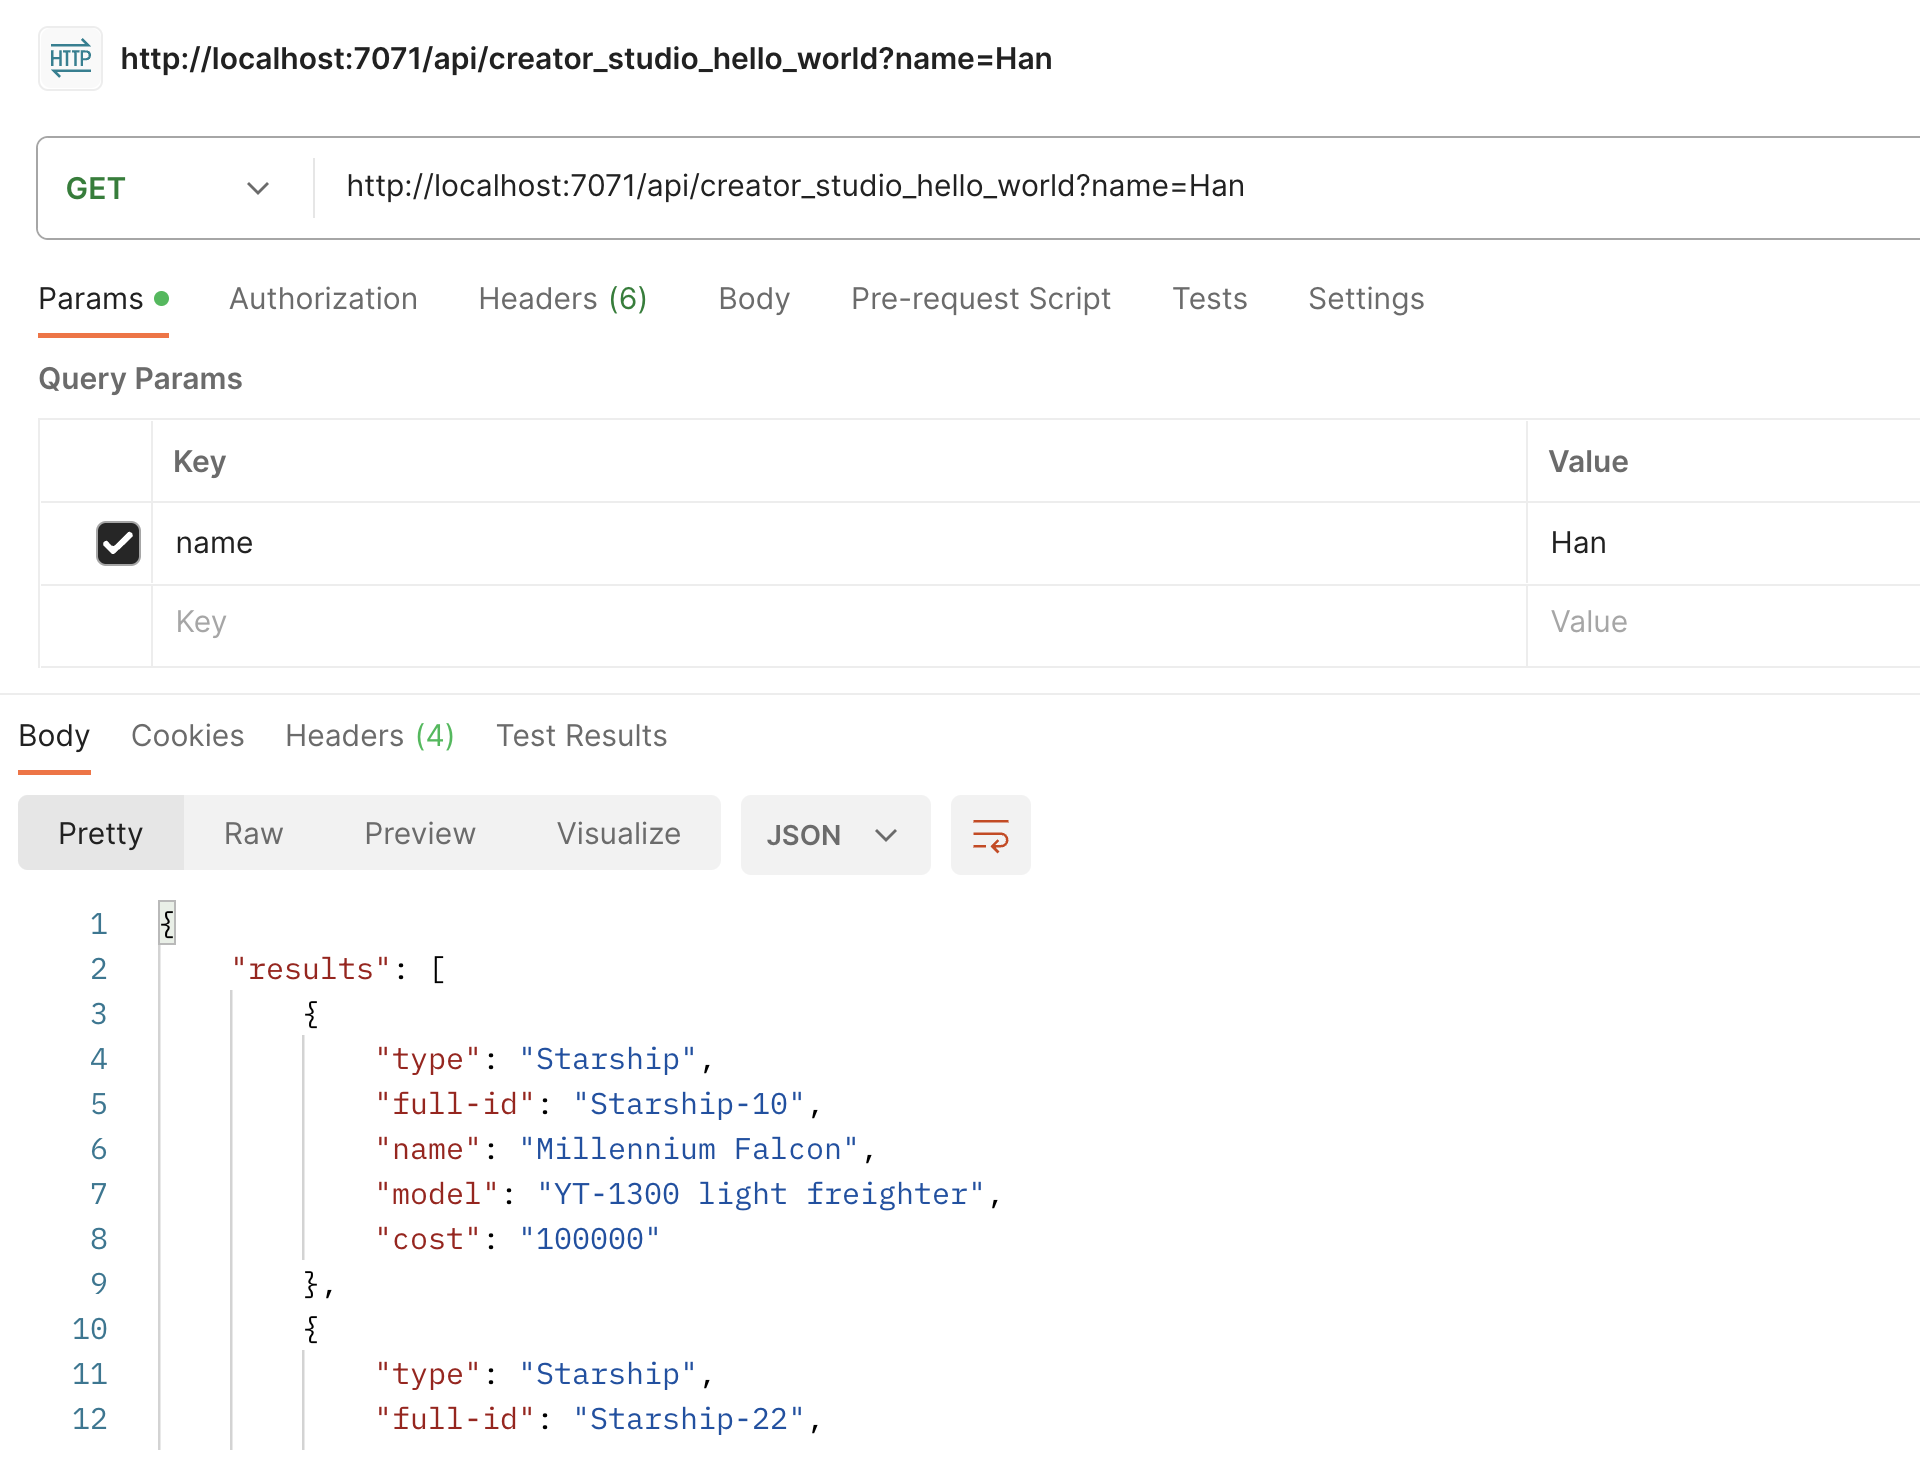 HTTP http://localhost:7071/api/creator_studio_hello_world?name=Han
GET http://localhost:7071/api/creator_studio_hello_world?name=Han
Params Authorization Headers (6) Body Pre-request Script Tests Settings
Query Params
Key Value
name Han
Key Value
Body Cookies Headers (4) Test Results
Pretty Raw Preview Visualize JSON
1 {
2 "results": [
3 {
4 "type": "Starship",
5 "full-id": "Starship-10",
6 "name": "Millennium Falcon",
7 "model": "YT-1300 light freighter",
8 "cost": "100000"
9 },
10 {
11 "type": "Starship",
12 "full-id": "Starship-22",